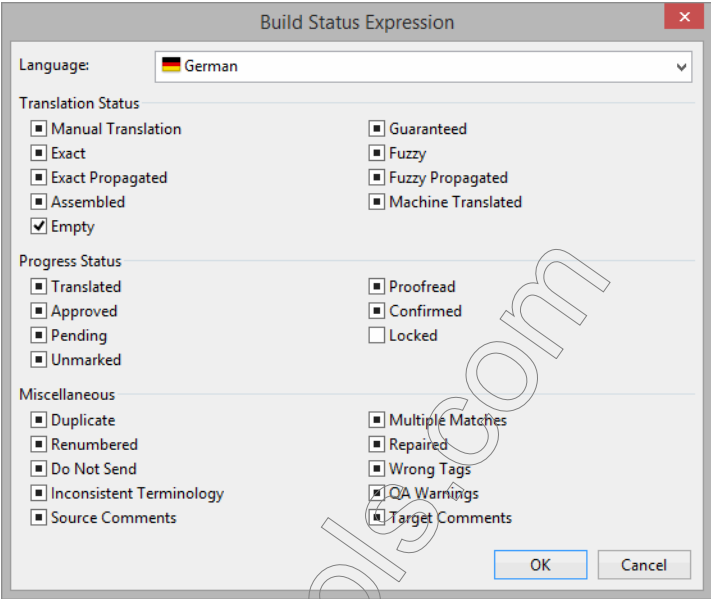 Build Status Expression
Language: German
Translation Status
Manual Translation Guaranteed
Exact Fuzzy
Exact Propagated Fuzzy Propagated
Assembled Machine Translated
Empty
Progress Status
Translated Proofread
Approved Confirmed
Pending Locked
Unmarked
Miscellaneous
Duplicate Multiple Matches
Renumbered Repaired
Do Not Send Wrong Tags
Inconsistent Terminology QA Warnings
Source Comments Target Comments
OK Cancel
ols.com